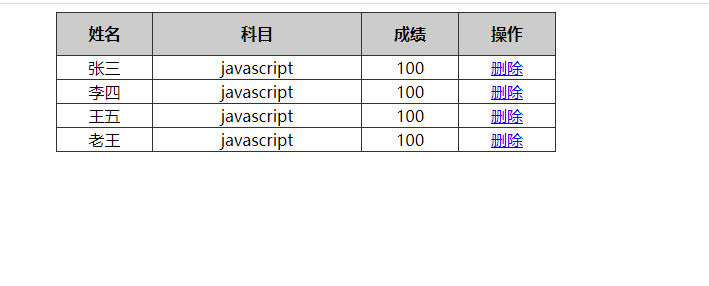 姓名 科目 成绩 操作
张三 javascript 100 删除
李四 javascript 100 删除
王五 javascript 100 删除
老王 javascript 100 删除